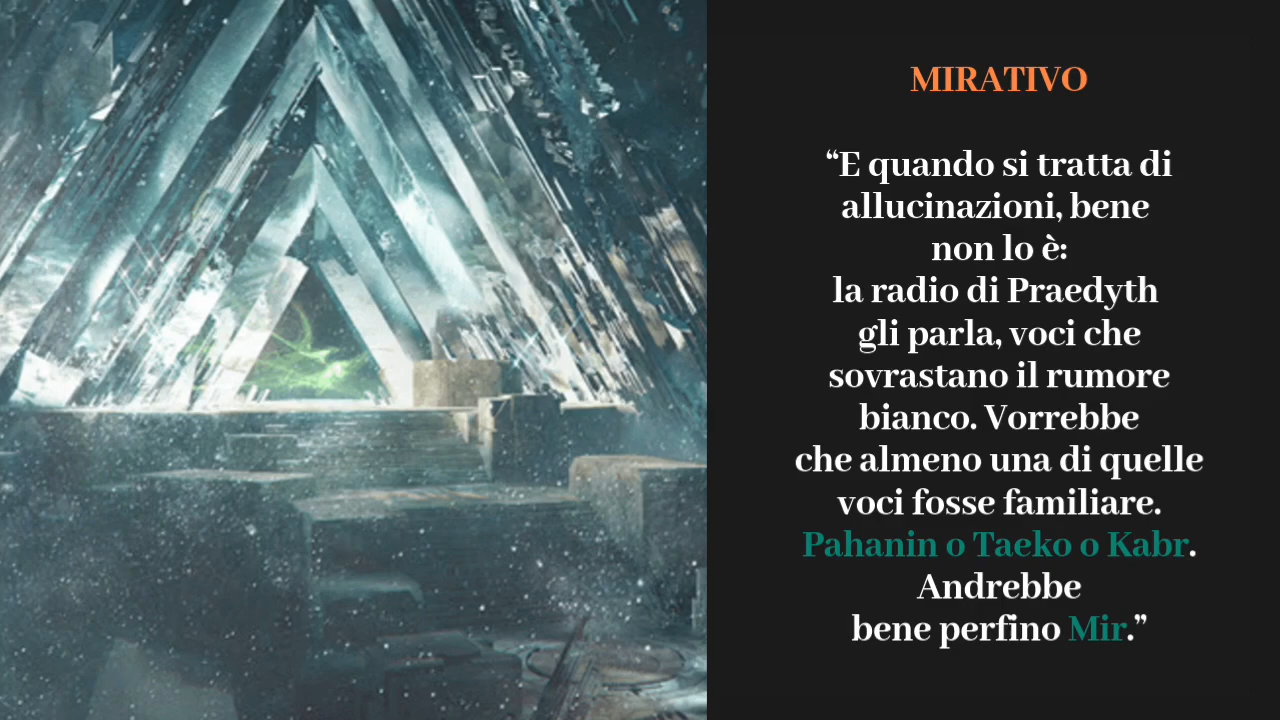 MIRATIVO
“E quando si tratta di
allucinazioni, bene
non lo è:
la radio di Praedyth
gli parla, voci che
sovrastano il rumore
bianco. Vorrebbe
che almeno una di quelle
voci fosse familiare.
Pahanin o Taeko o Kabr.
Andrebbe
bene perfino Mir.”